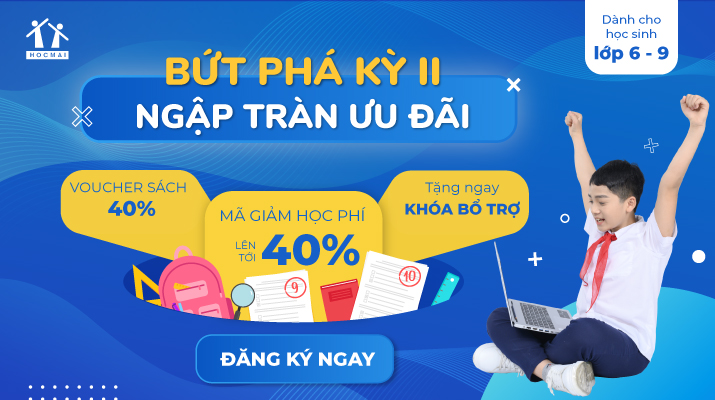 HOCMAI
Dành cho
học sinh
lớp 6 - 9
BỨT PHÁ KỲ II
NGẬP TRÀN ƯU ĐÃI
VOUCHER SÁCH
40%
MÃ GIẢM HỌC PHÍ
LÊN
TỚI
40%
Tặng ngay
KHÓA BỔ TRỢ
9
10
ĐĂNG KÝ NGAY